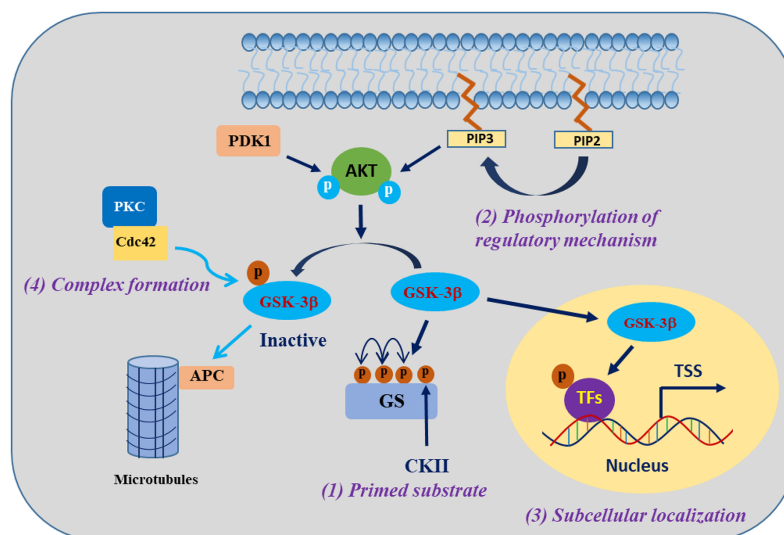 PIP3
PIP2
PDK1
AKT
p
p
(2) Phosphorylation of
regulatory mechanism
PKC
Cdc42
(4) Complex formation
p
GSK-3β
Inactive
GSK-3β
GSK-3β
APC
Microtubules
p
p
p
p
GS
CKII
(1) Primed substrate
p
TFs
TSS
Nucleus
(3) Subcellular localization